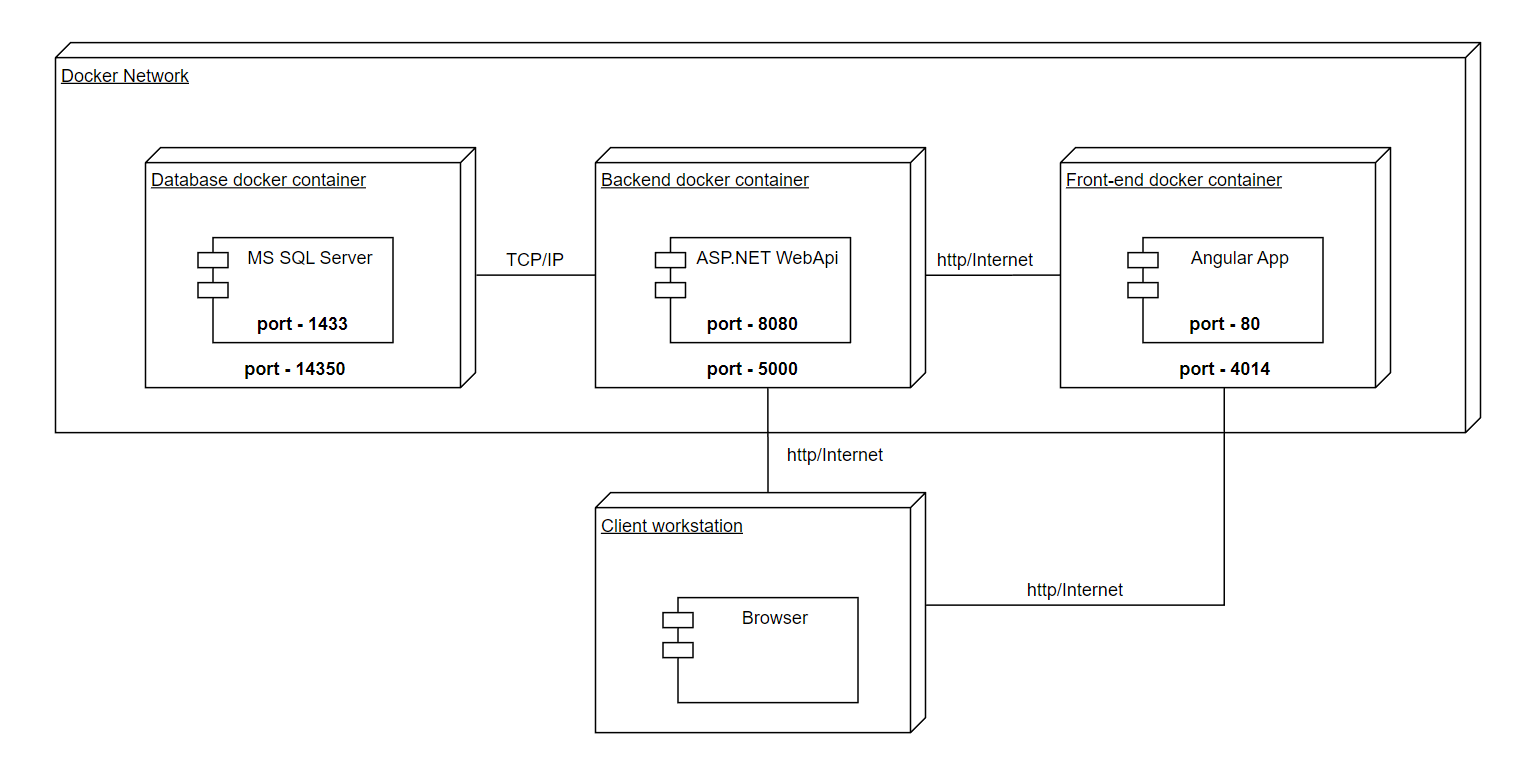 Docker Network
Database docker container
MS SQL Server
port - 1433
port - 14350
TCP/IP
Backend docker container
ASP.NET WebApi
port - 8080
port - 5000
http/Internet
Front-end docker container
Angular App
port - 80
port - 4014
http/Internet
Client workstation
Browser
http/Internet